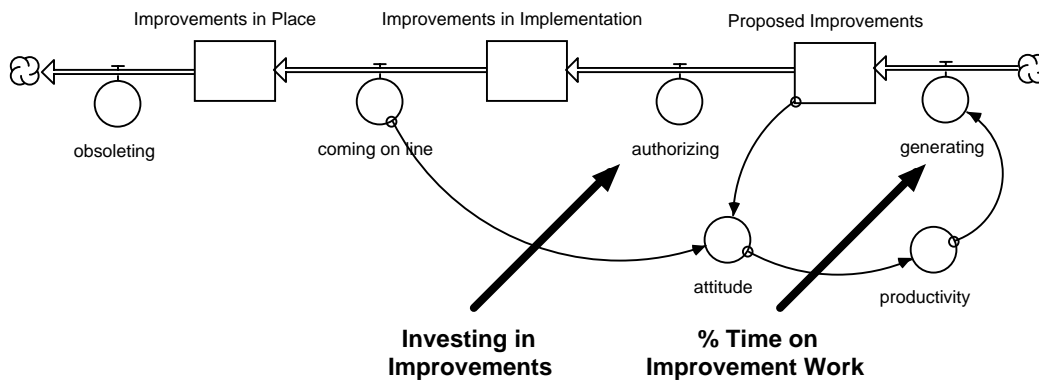 Improvements in Place
Improvements in Implementation
Proposed Improvements
obsoleting
coming on line
authorizing
generating
attitude
productivity
Investing in
Improvements
% Time on
Improvement Work